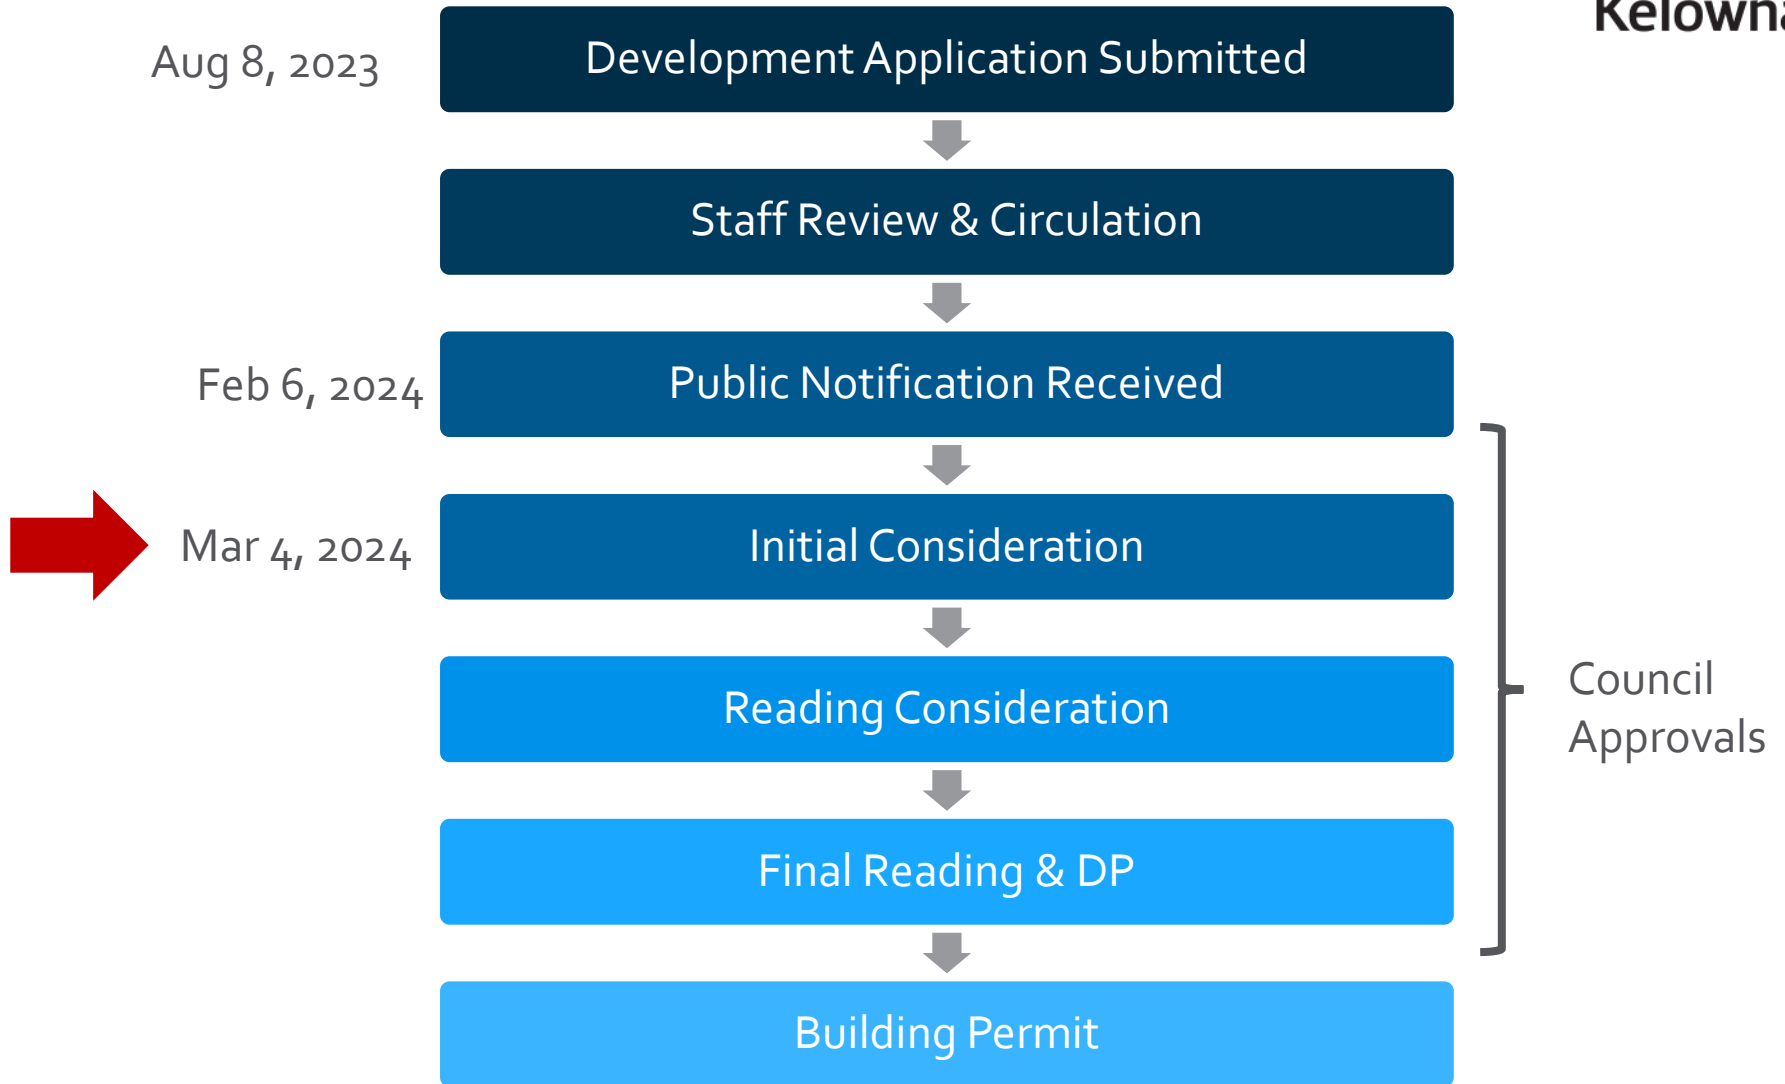 Kelowna
Aug 8, 2023
Development Application Submitted
Staff Review & Circulation
Feb 6, 2024
Public Notification Received
Mar 4, 2024
Initial Consideration
Reading Consideration
Council
Approvals
Final Reading & DP
Building Permit